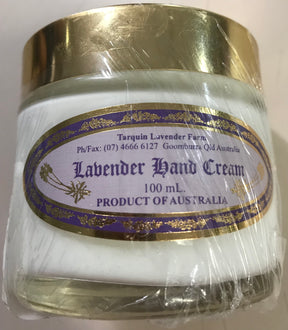 Tarquin Lavender Farm
Ph/Fax: (07) 4666 6127 Goomburra Qld Australia
Lavender Hand Cream
100 mL.
PRODUCT OF AUSTRALIA